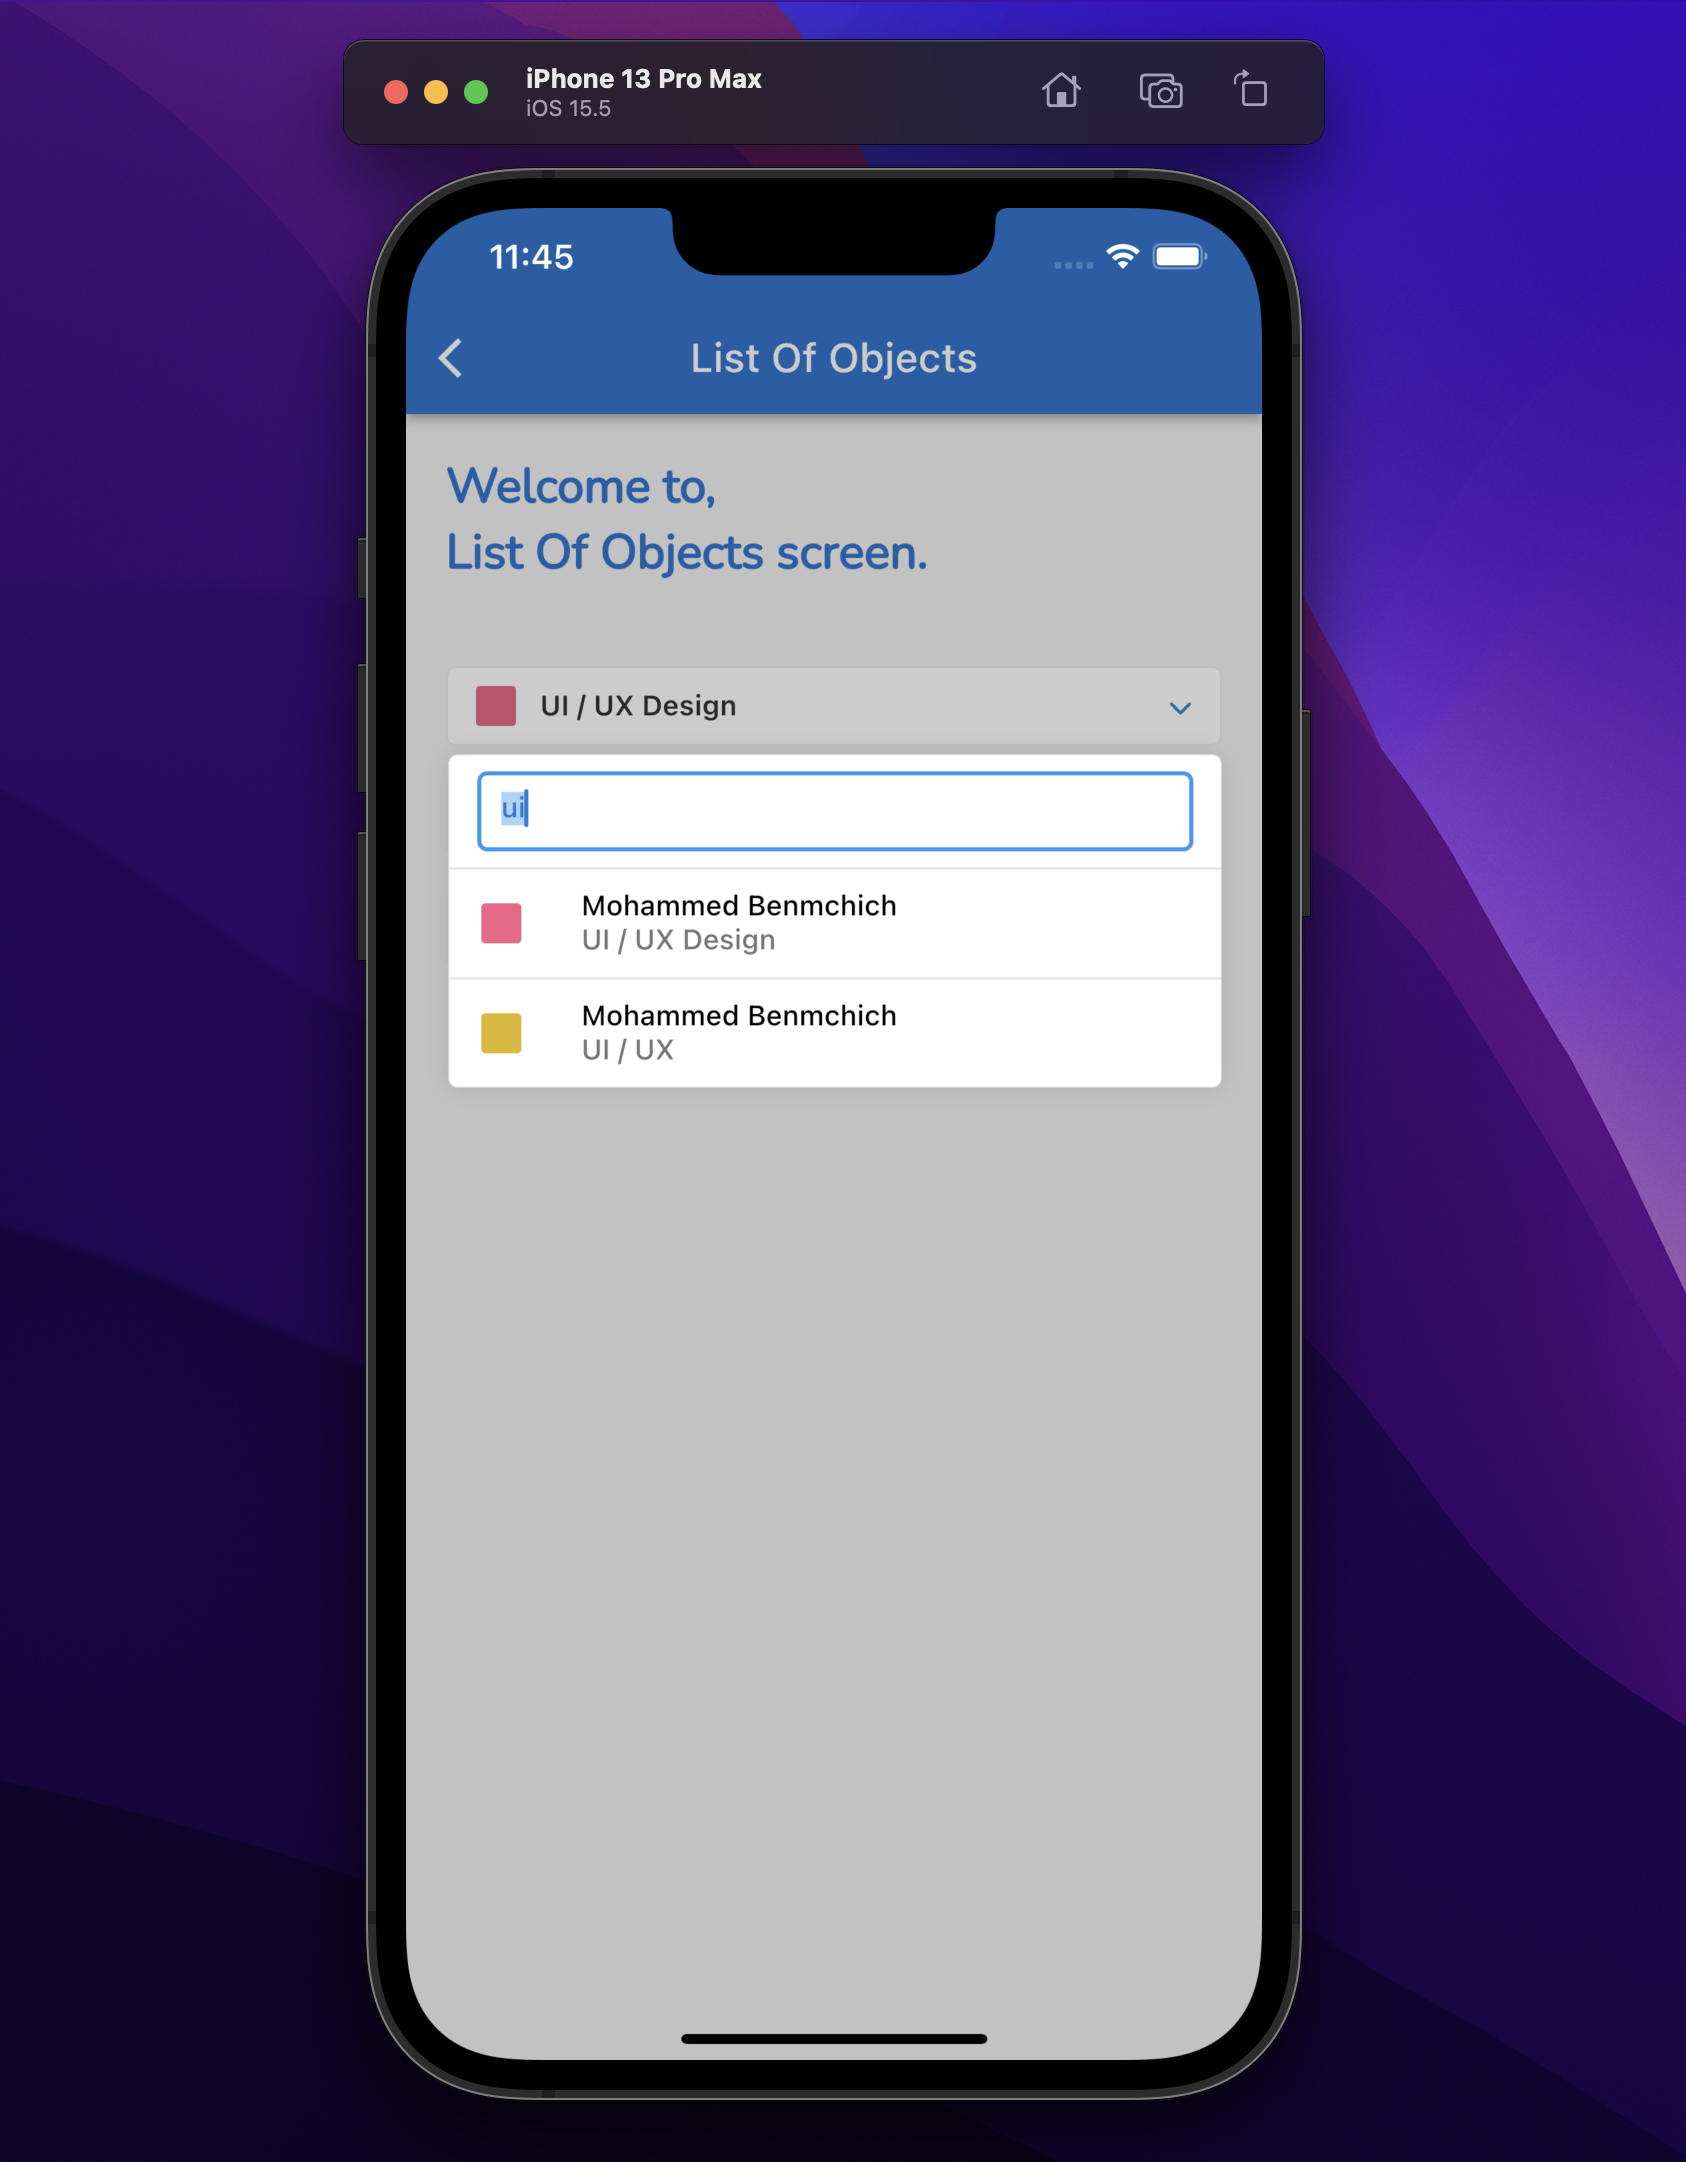 iPhone 13 Pro Max
iOS 15.5
11:45
List Of Objects
Welcome to,
List Of Objects screen.
UI / UX Design
ui
Mohammed Benmchich
UI / UX Design
Mohammed Benmchich
UI / UX